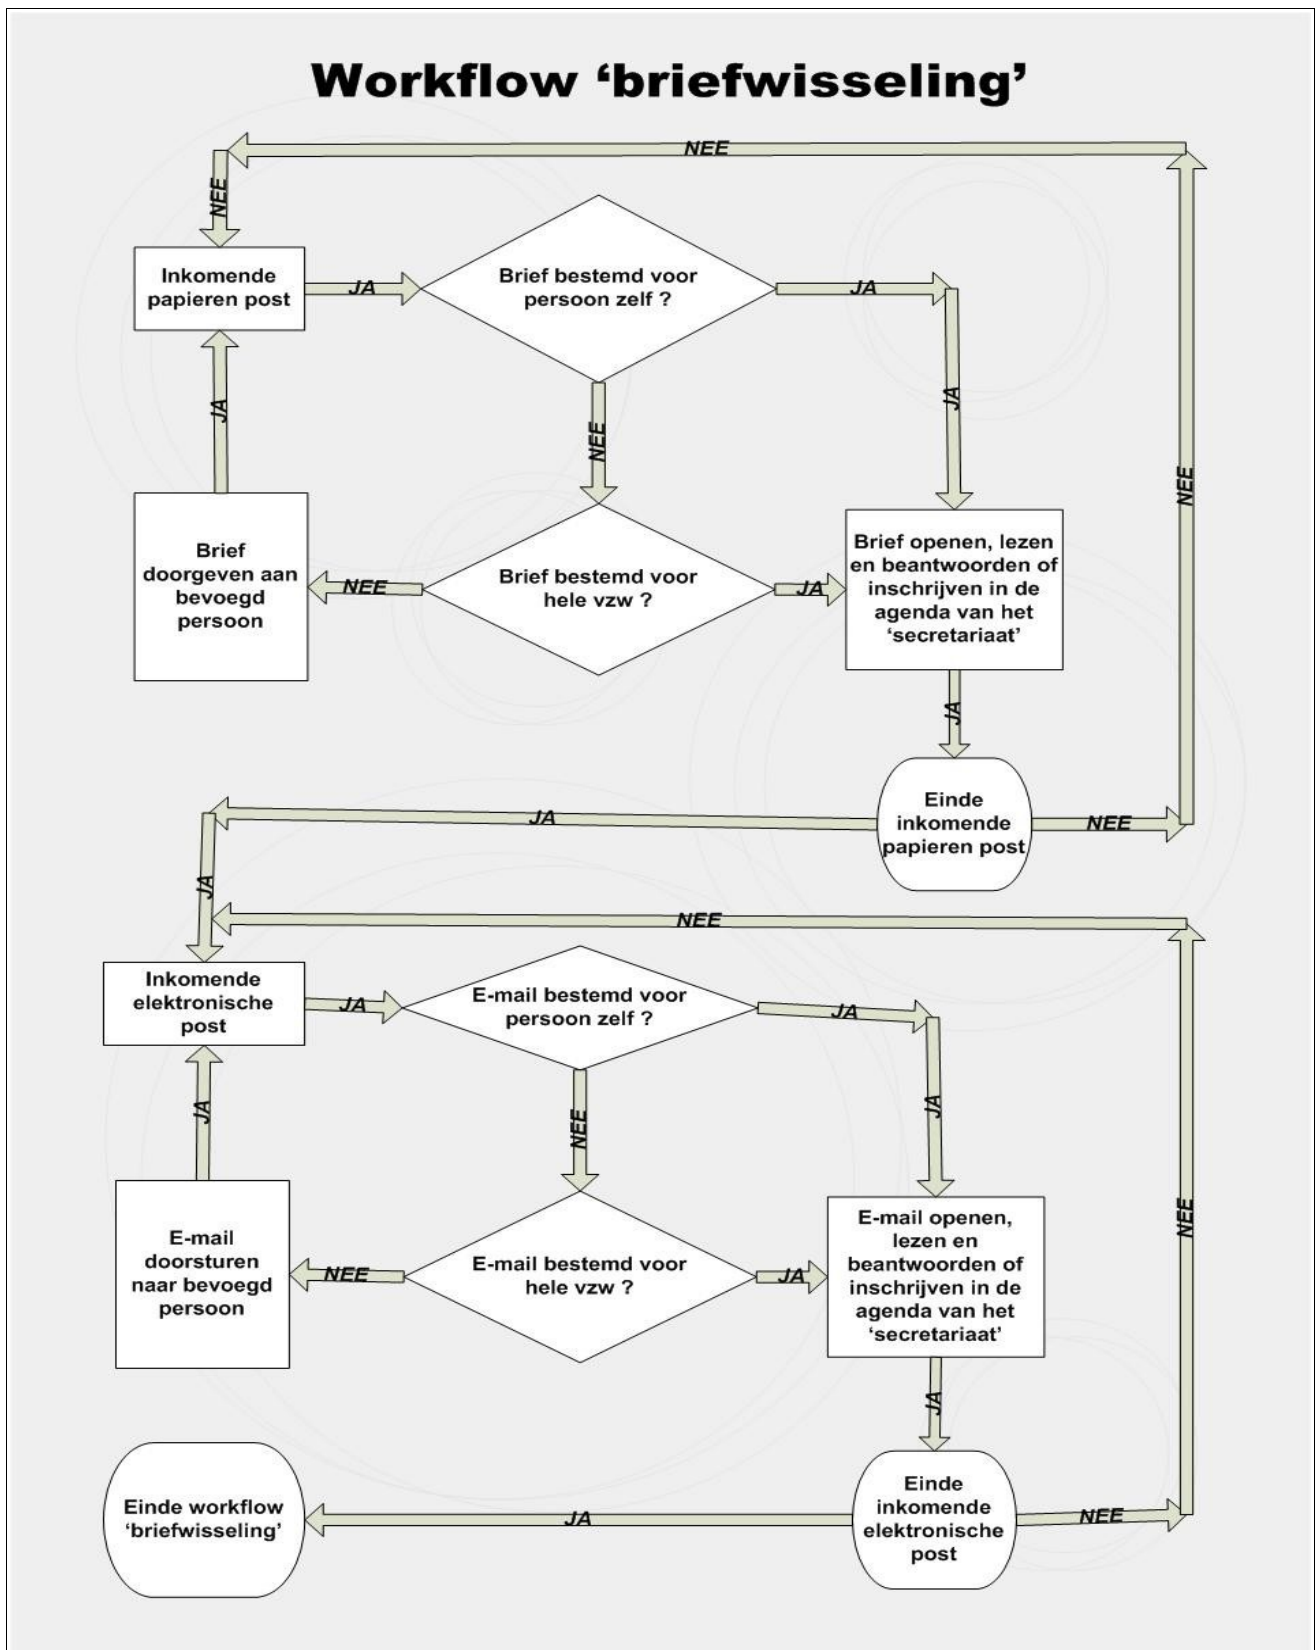 Workflow ‘briefwisseling’
NEE
NEE
Inkomende
papieren post
JA
Brief bestemd voor
persoon zelf ?
JA
JA
NEE
JA
NEE
Brief
doorgeven aan
bevoegd
persoon
NEE
Brief bestemd voor
hele vzw ?
JA
Brief openen, lezen
en beantwoorden of
inschrijven in de
agenda van het
‘secretariaat’
JA
Einde
inkomende
papieren post
NEE
JA
JA
NEE
Inkomende
elektronische
post
JA
E-mail bestemd voor
persoon zelf ?
JA
JA
NEE
JA
NEE
E-mail
doorsturen
naar bevoegd
persoon
NEE
E-mail bestemd voor
hele vzw ?
JA
E-mail openen,
lezen en
beantwoorden of
inschrijven in de
agenda van het
‘secretariaat’
JA
Einde workflow
‘briefwisseling’
JA
Einde
inkomende
elektronische
post
NEE